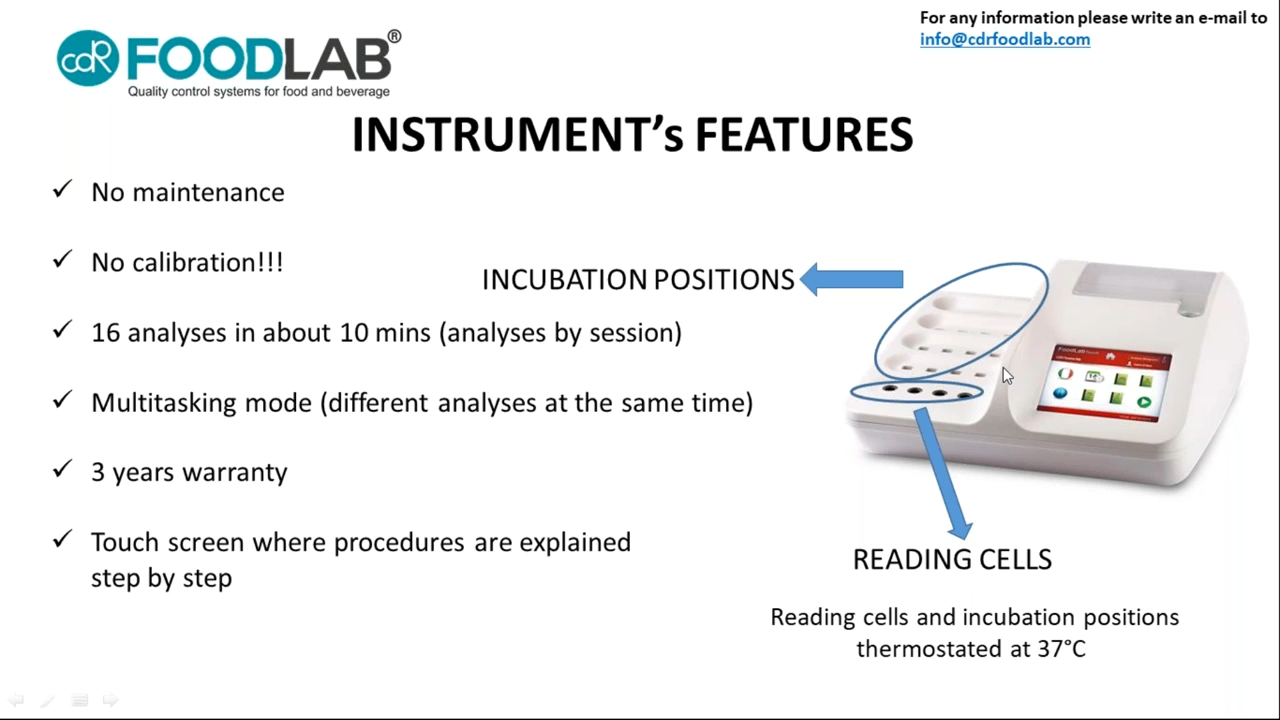 For any information please write an e-mail to
info@cdrfoodlab.com
cdR FOODLAB®
Quality control systems for food and beverage
INSTRUMENT’s FEATURES
✓ No maintenance
✓ No calibration!!!
INCUBATION POSITIONS
✓ 16 analyses in about 10 mins (analyses by session)
✓ Multitasking mode (different analyses at the same time)
✓ 3 years warranty
✓ Touch screen where procedures are explained
step by step
READING CELLS
Reading cells and incubation positions
thermostated at 37°C
FoodLab